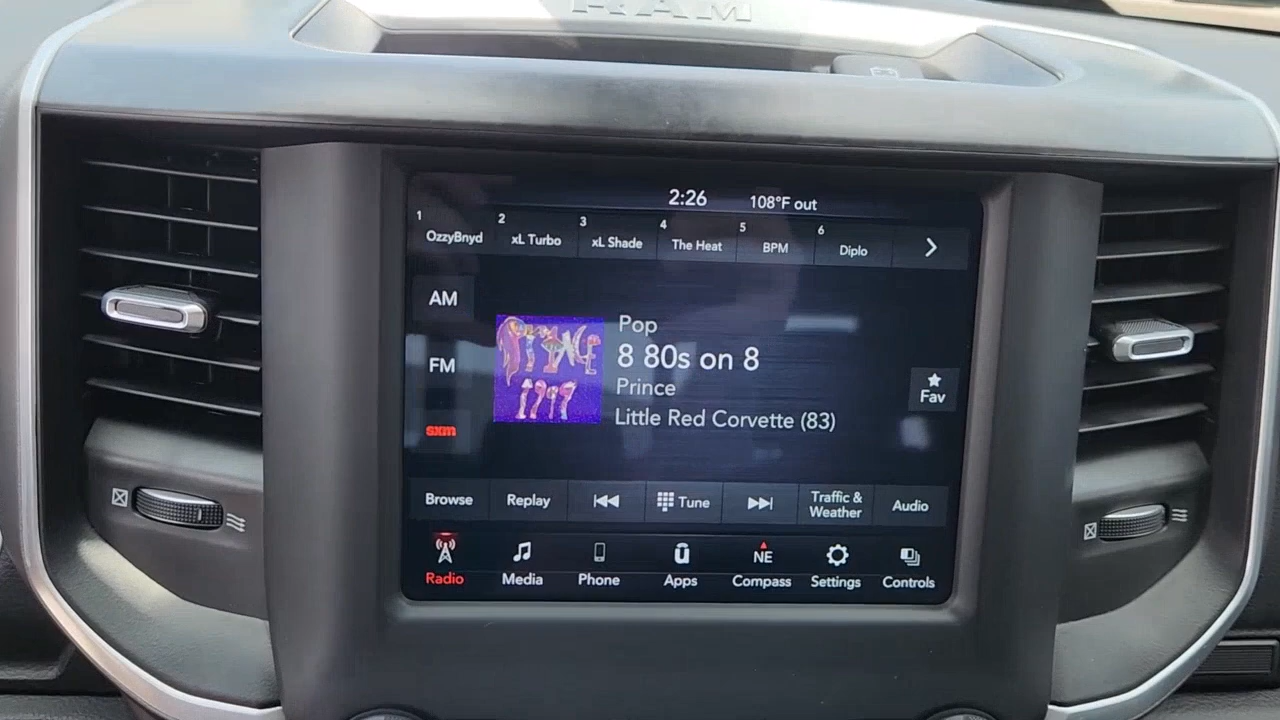 RAM
2:26
108°F out
1
OzzyBnyd
2
xL Turbo
3
xL Shade
4
The Heat
5
BPM
6
Diplo
AM
FM
sxm
PRINCE
1999
Pop
8 80s on 8
Prince
Little Red Corvette (83)
Fav
Browse
Replay
Tune
Traffic &
Weather
Audio
Radio
Media
Phone
Apps
NE
Compass
Settings
Controls